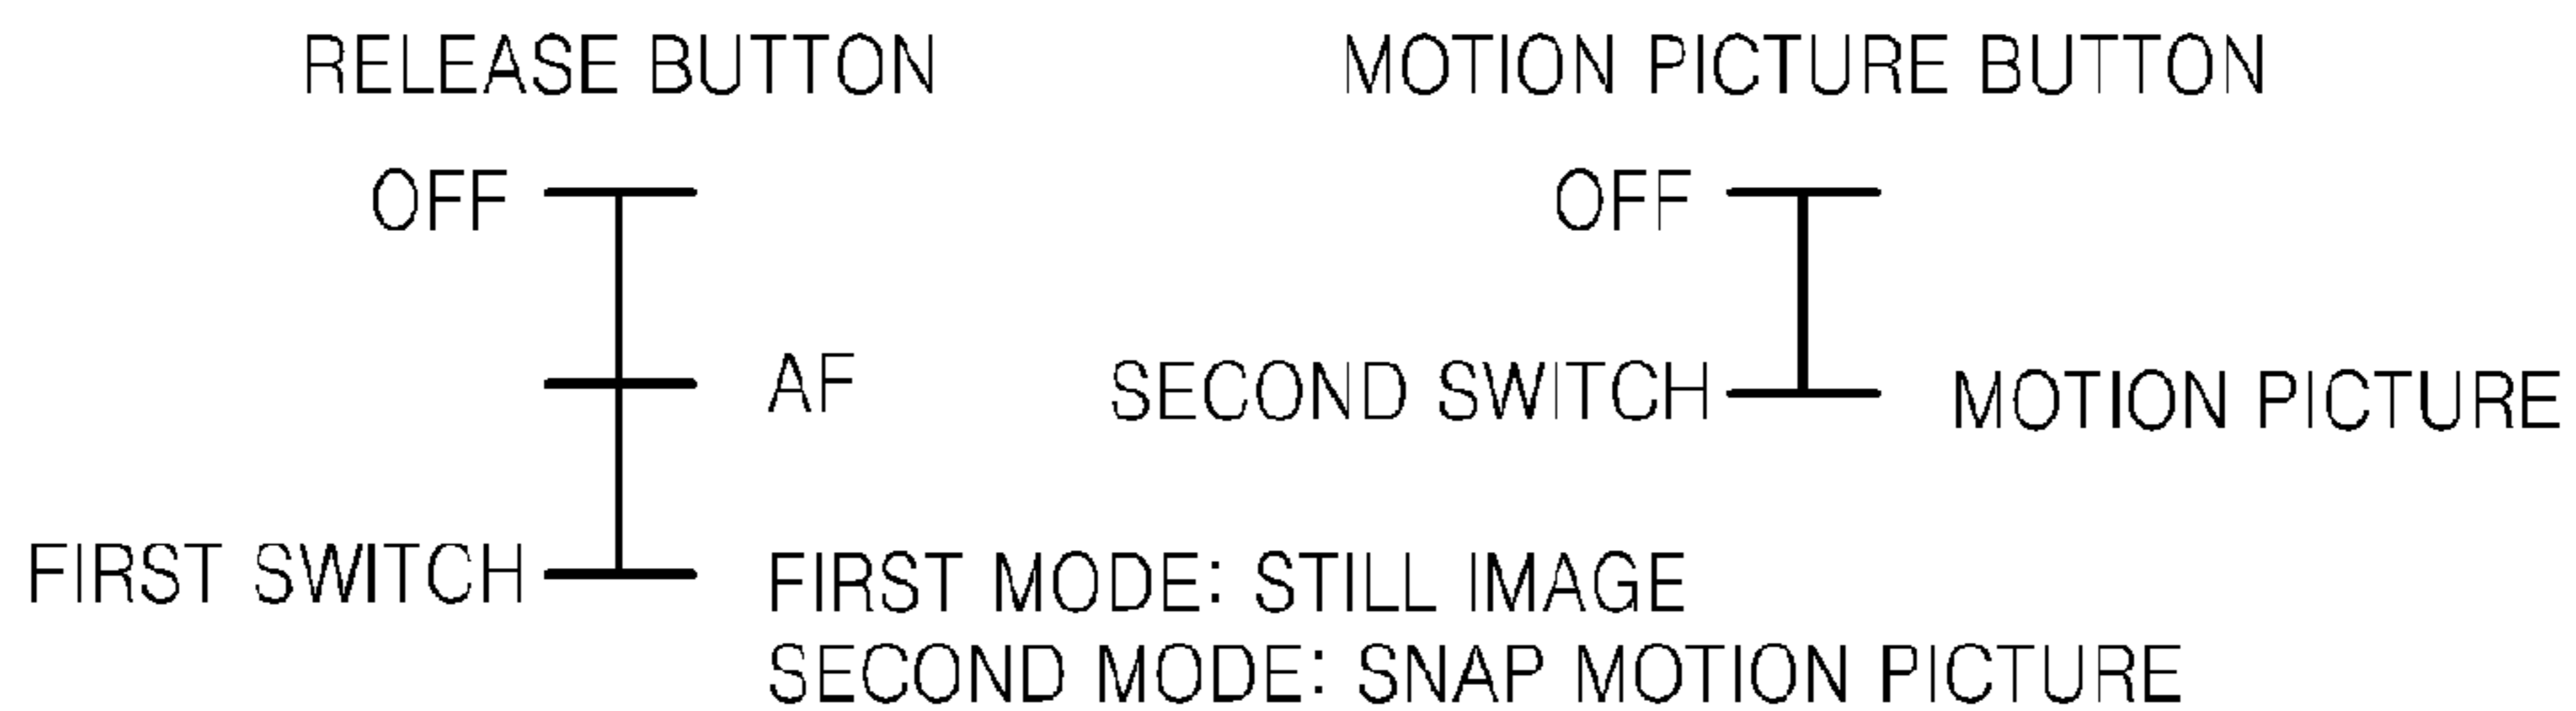 RELEASE BUTTON
OFF
AF
FIRST SWITCH
FIRST MODE: STILL IMAGE
SECOND MODE: SNAP MOTION PICTURE
MOTION PICTURE BUTTON
OFF
SECOND SWITCH
MOTION PICTURE